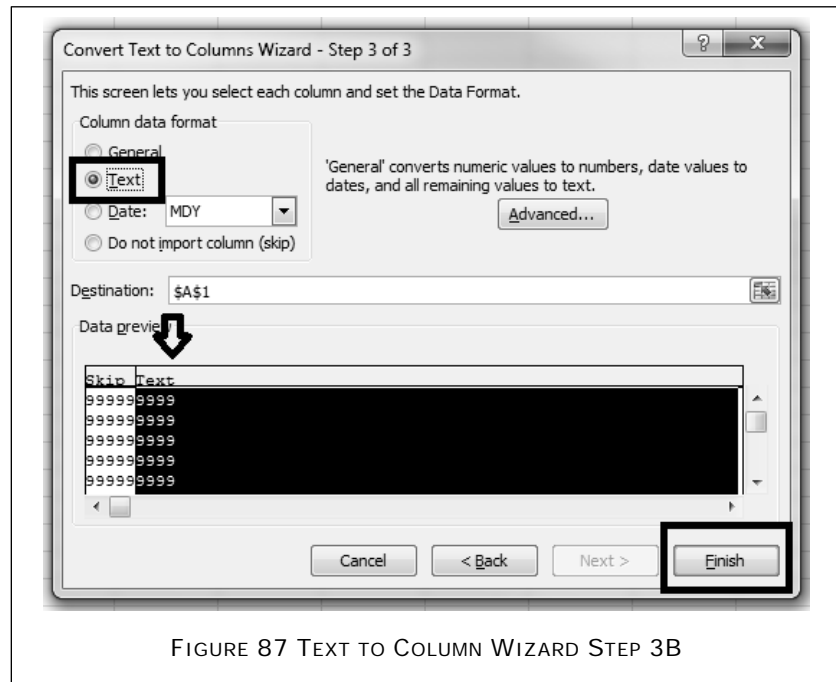 Convert Text to Columns Wizard - Step 3 of 3
This screen lets you select each column and set the Data Format.
Column data format
General
Text
Date: MDY
Do not import column (skip)
'General' converts numeric values to numbers, date values to
dates, and all remaining values to text.
Advanced...
Destination: $A$1
Data preview
Skip Text
999999999
999999999
999999999
999999999
999999999
Cancel < Back Next > Finish
FIGURE 87 TEXT TO COLUMN WIZARD STEP 3B